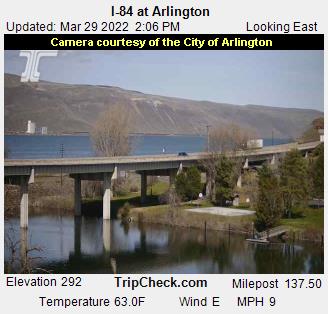 I-84 at Arlington
Updated: Mar 29 2022 2:06 PM Looking East
Camera courtesy of the City of Arlington
Elevation 292 TripCheck.com Milepost 137.50
Temperature 63.0F Wind E MPH 9